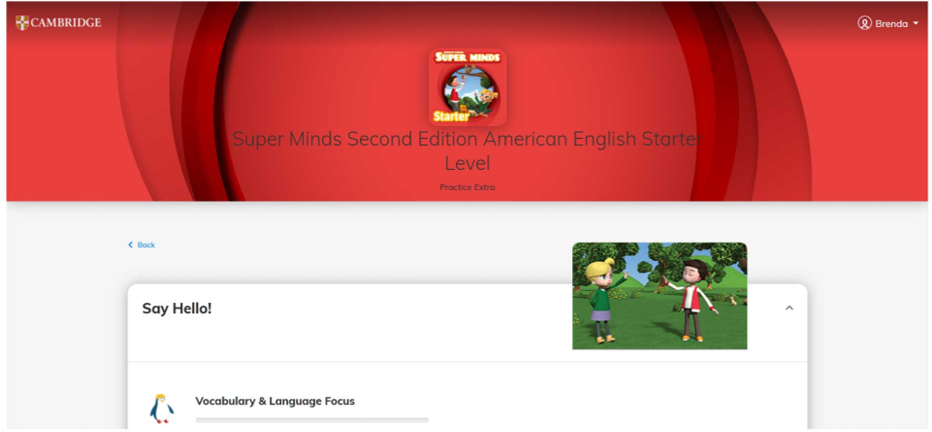 CAMBRIDGE
Brenda
SUPER MINDS
Starter
Super Minds Second Edition American English Starter
Level
Practice Extra
Back
Say Hello!
Vocabulary & Language Focus